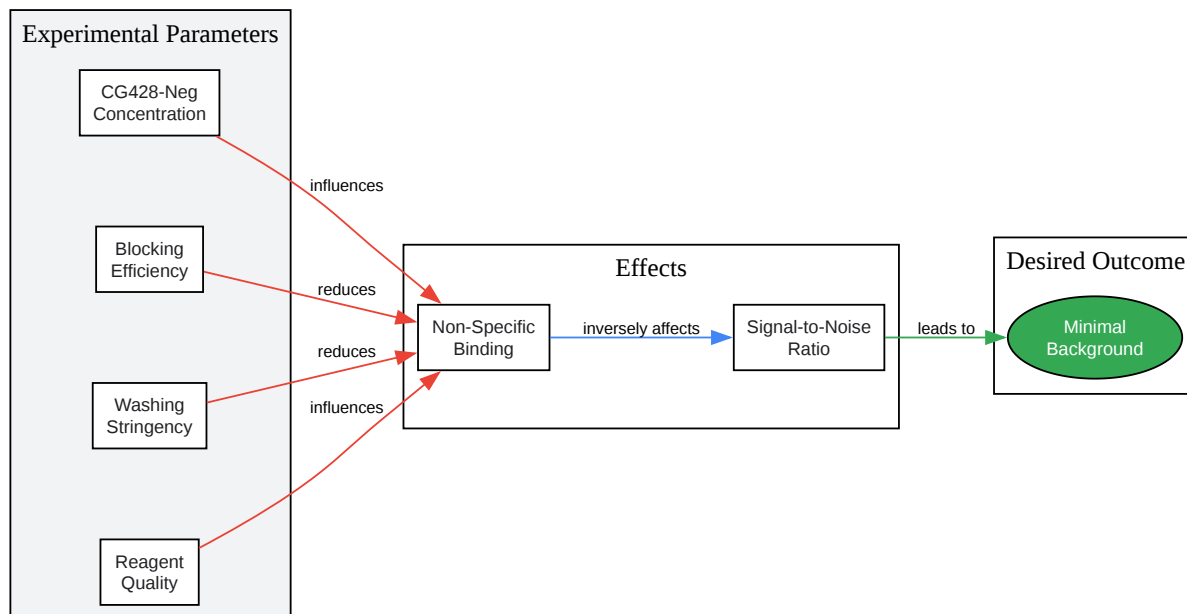 Experimental Parameters
CG428-Neg
Concentration
influences
Blocking
Efficiency
reduces
Washing
Stringency
reduces
Reagent
Quality
influences
Effects
Non-Specific
Binding
inversely affects
Signal-to-Noise
Ratio
leads to
Desired Outcome
Minimal
Background